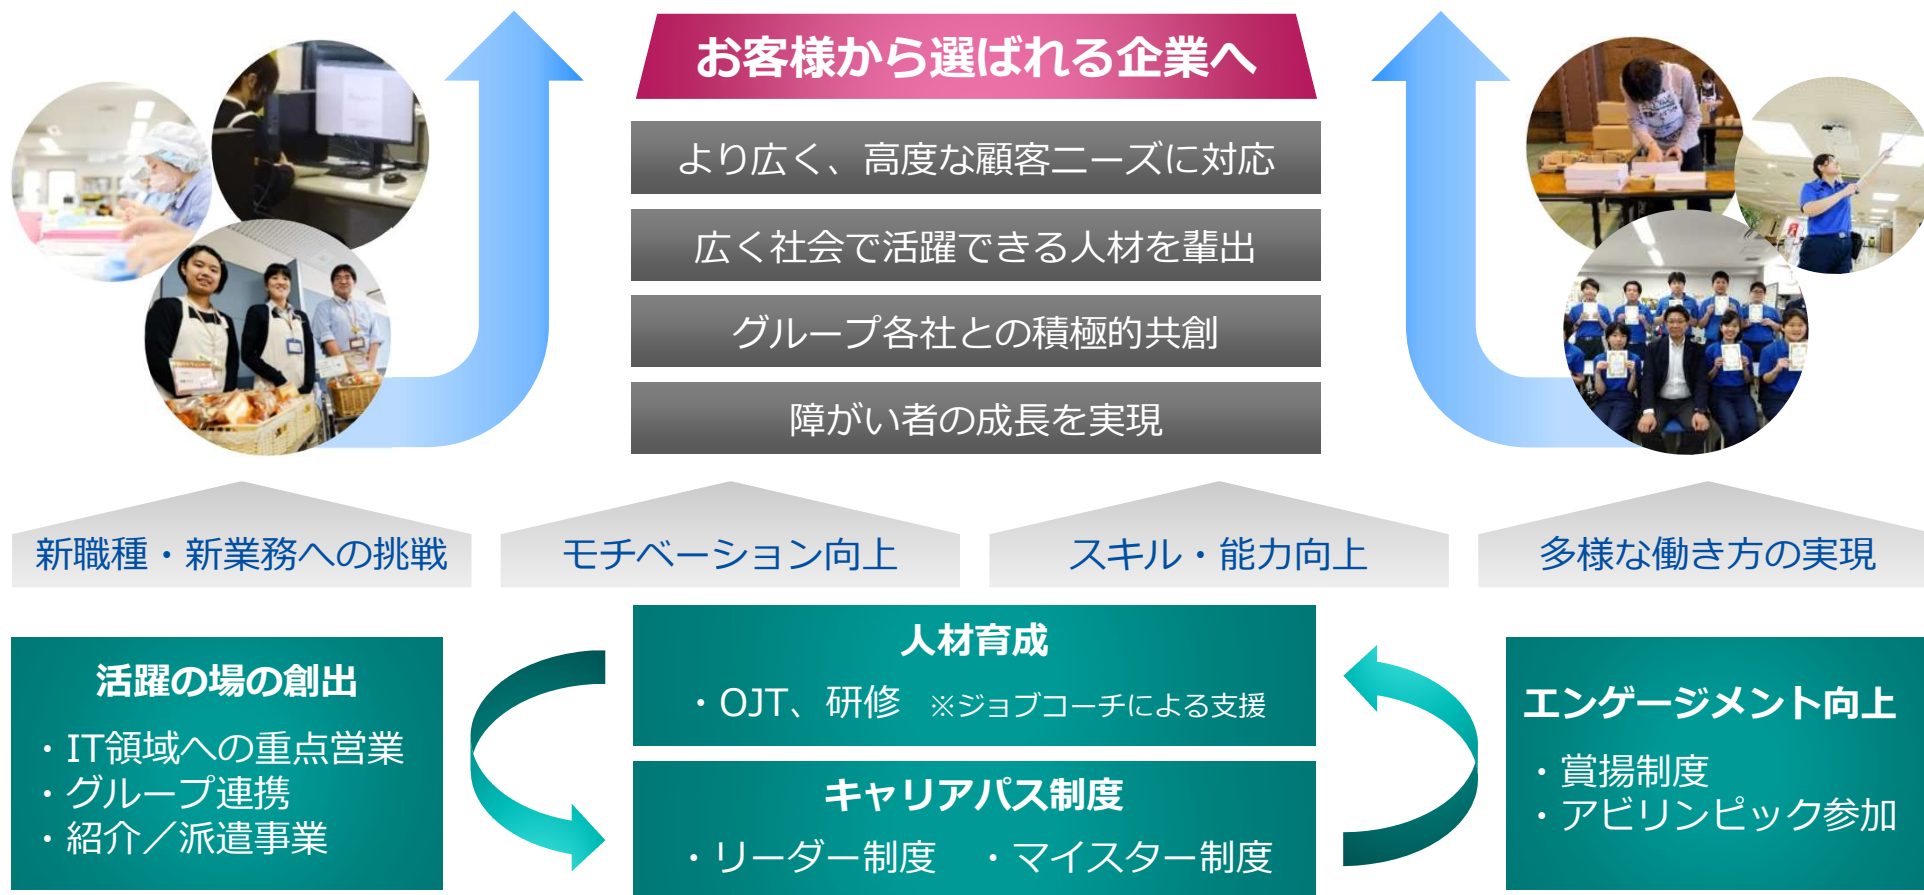 お客様から選ばれる企業へ
より広く、高度な顧客ニーズに対応
広く社会で活躍できる人材を輩出
グループ各社との積極的共創
障がい者の成長を実現
新職種・新業務への挑戦
モチベーション向上
スキル・能力向上
多様な働き方の実現
活躍の場の創出
・IT領域への重点営業
・グループ連携
・紹介／派遣事業
人材育成
・OJT、研修 ※ジョブコーチによる支援
キャリアパス制度
・リーダー制度 ・マイスター制度
エンゲージメント向上
・賞揚制度
・アビリンピック参加